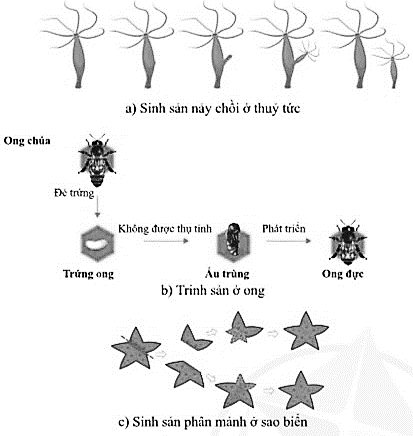 a) Sinh sản nảy chồi ở thuỷ tức
Ong chúa
Đẻ trứng
Không được thụ tinh
Phát triển
Trứng ong
Ấu trùng
Ong đực
b) Trinh sản ở ong
c) Sinh sản phân mảnh ở sao biển